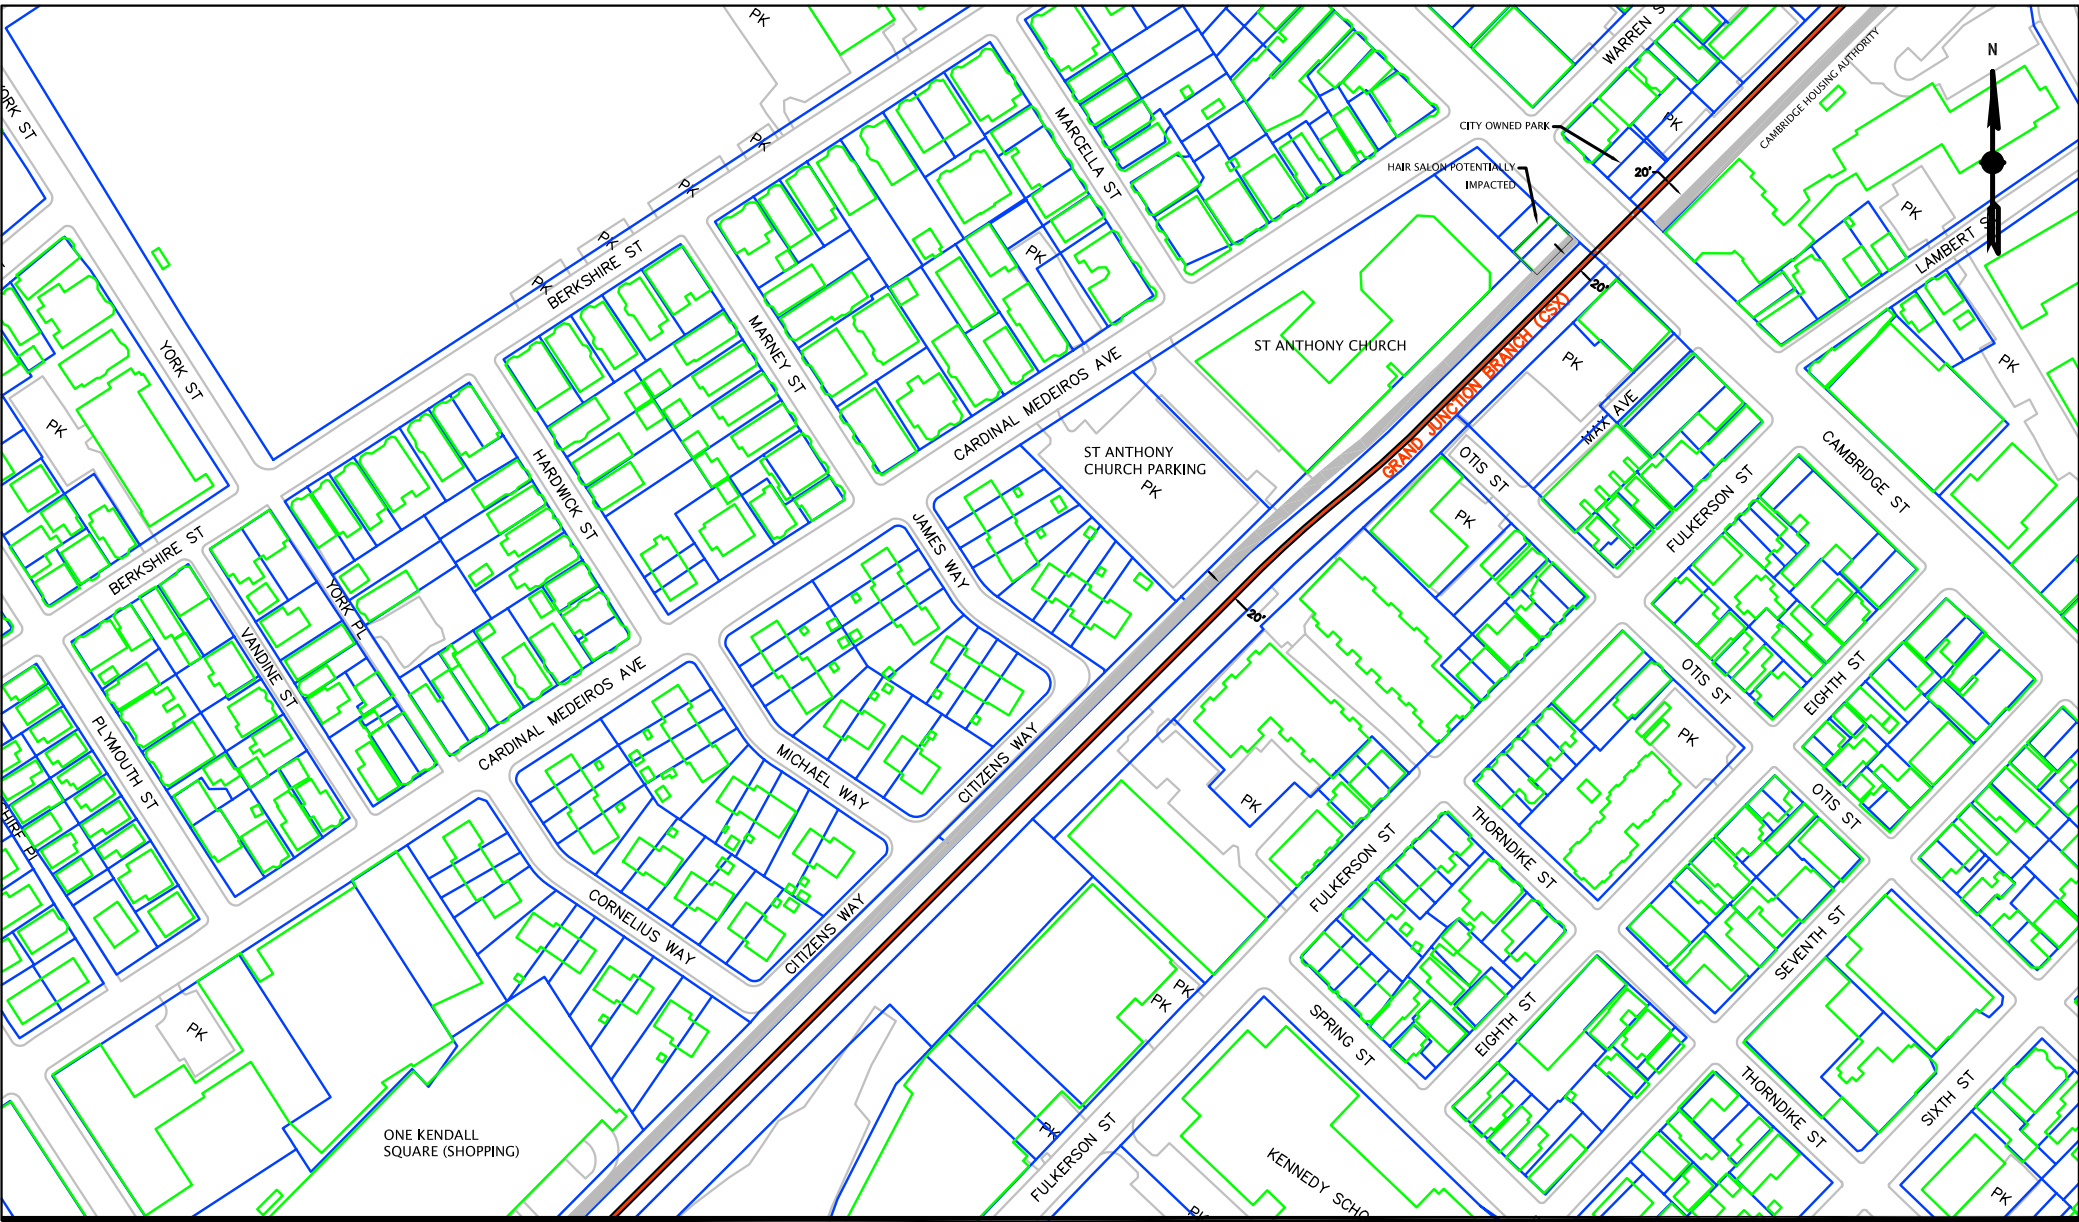 PK
WARREN S
CAMBRIDGE HOUSING AUTHORITY
N
YORK ST
PK
MARCELLA ST
CITY OWNED PARK
PK
HAIR SALON POTENTIALLY
IMPACTED
20'
PK
PK
PK
LAMBERT S
PK
BERKSHIRE ST
PK
PK
20'
GRAND JUNCTION BRANCH (CSX)
ST ANTHONY CHURCH
MARNEY ST
YORK ST
PK
PK
CARDINAL MEDEIROS AVE
MAX AVE
PK
ST ANTHONY
CHURCH PARKING
PK
CAMBRIDGE ST
HARDWICK ST
OTIS ST
FULKERSON ST
PK
JAMES WAY
BERKSHIRE ST
YORK PL
20'
VANDINE ST
CARDINAL MEDEIROS AVE
OTIS ST
EIGHTH ST
PK
PLYMOUTH ST
MICHAEL WAY
CITIZENS WAY
PK
OTIS ST
SHIRE PL
FULKERSON ST
THORNDIKE ST
CORNELIUS WAY
CITIZENS WAY
SEVENTH ST
PK
PK
PK
SPRING ST
EIGHTH ST
THORNDIKE ST
SIXTH ST
ONE KENDALL
SQUARE (SHOPPING)
PK
FULKERSON ST
KENNEDY SCHO
PK
PK